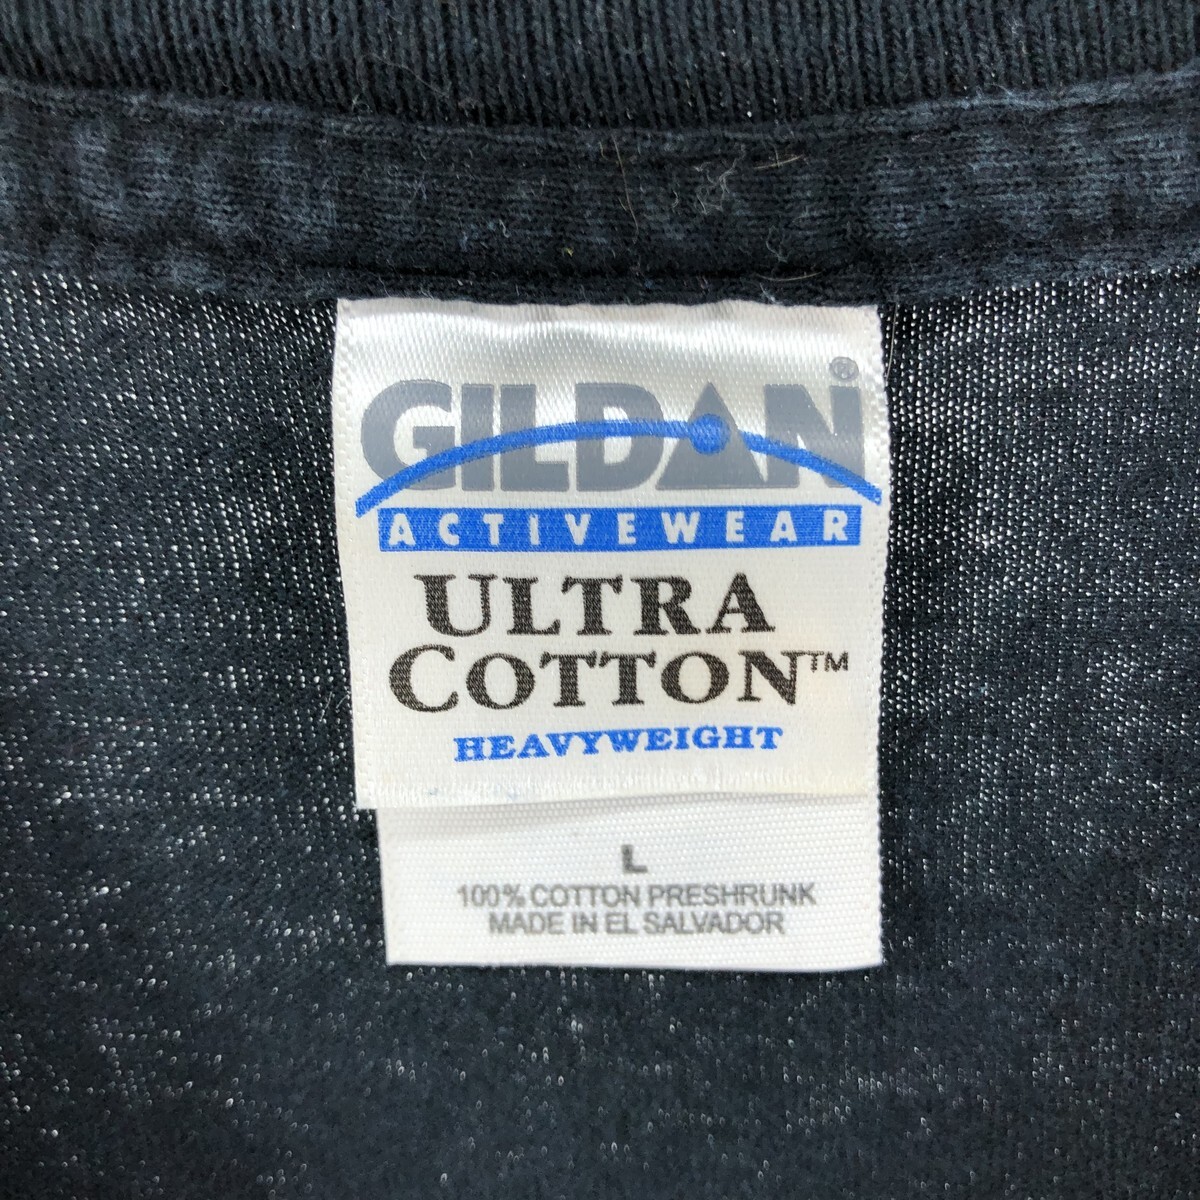 GILDAN®
ACTIVEWEAR
ULTRA
COTTON™
HEAVYWEIGHT
L
100% COTTON PRESHRUNK
MADE IN EL SALVADOR